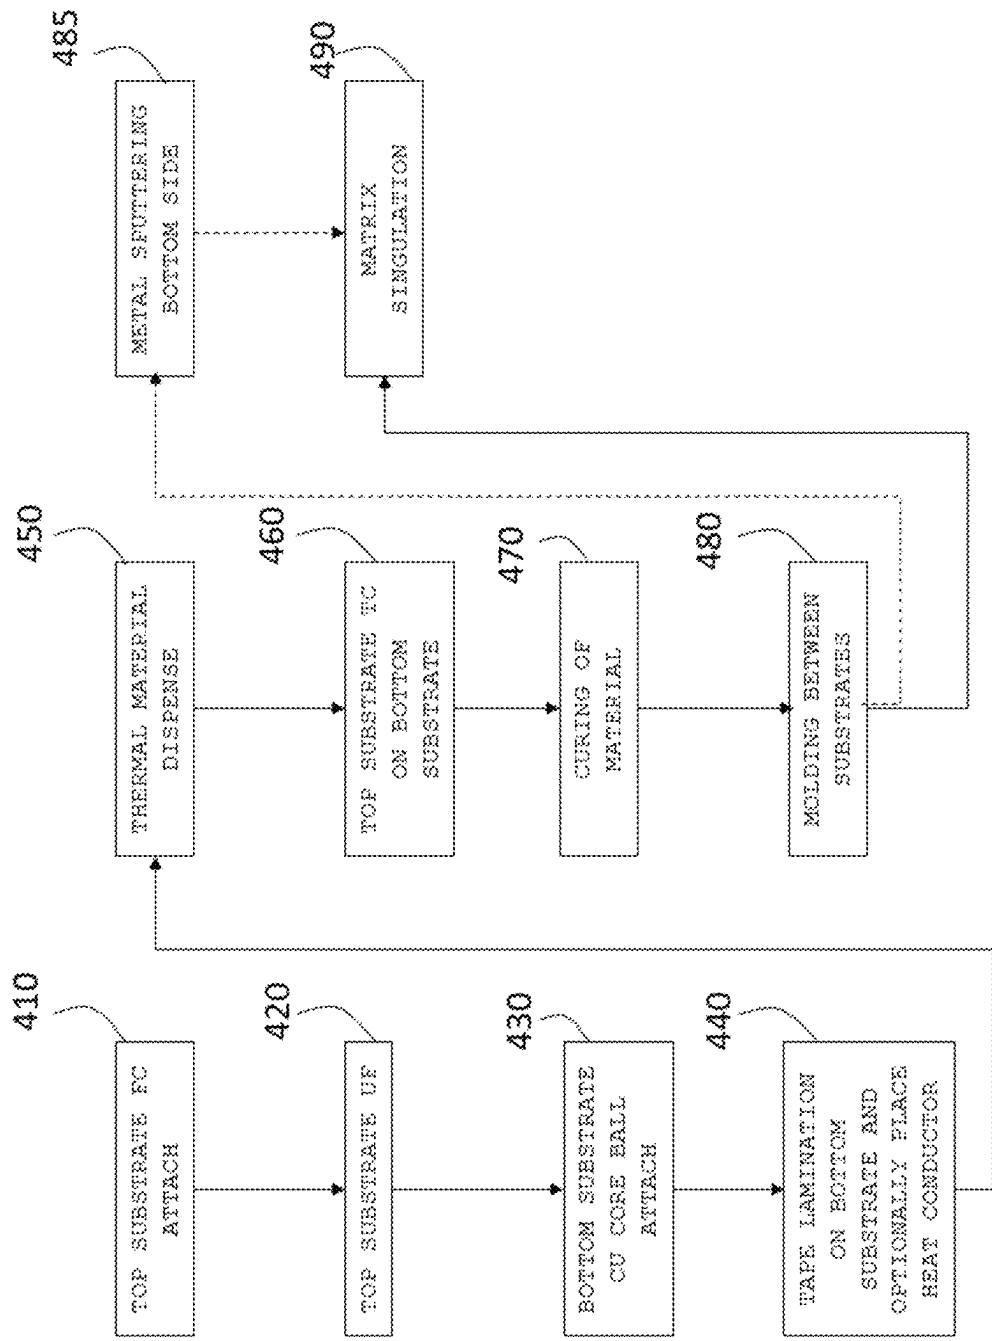 410
TOP SUBSTRATE FC
ATTACH
420
TOP SUBSTRATE UF
430
BOTTOM SUBSTRATE
CU CORE BALL
ATTACH
440
TAPE LAMINATION
ON BOTTOM
SUBSTRATE AND
OPTIONALLY PLACE
HEAT CONDUCTOR
450
THERMAL MATERIAL
DISPENSE
460
TOP SUBSTRATE TC
ON BOTTOM
SUBSTRATE
470
CURING OF
MATERIAL
480
MOLDING BETWEEN
SUBSTRATES
485
METAL SPUTTERING
BOTTOM SIDE
490
MATRIX
SINGULATION